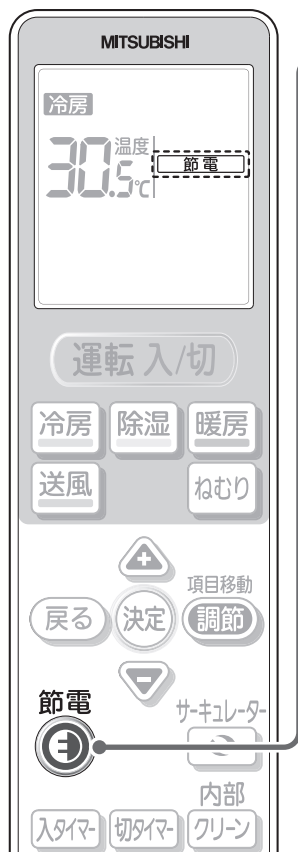 MITSUBISHI
冷房
温度
30.5℃
節電
運転 入/切
冷房 除湿 暖房
送風 ねむり
項目移動
戻る 決定 調節
節電
サーキュレーター
内部
入タイマー 切タイマー クリーン